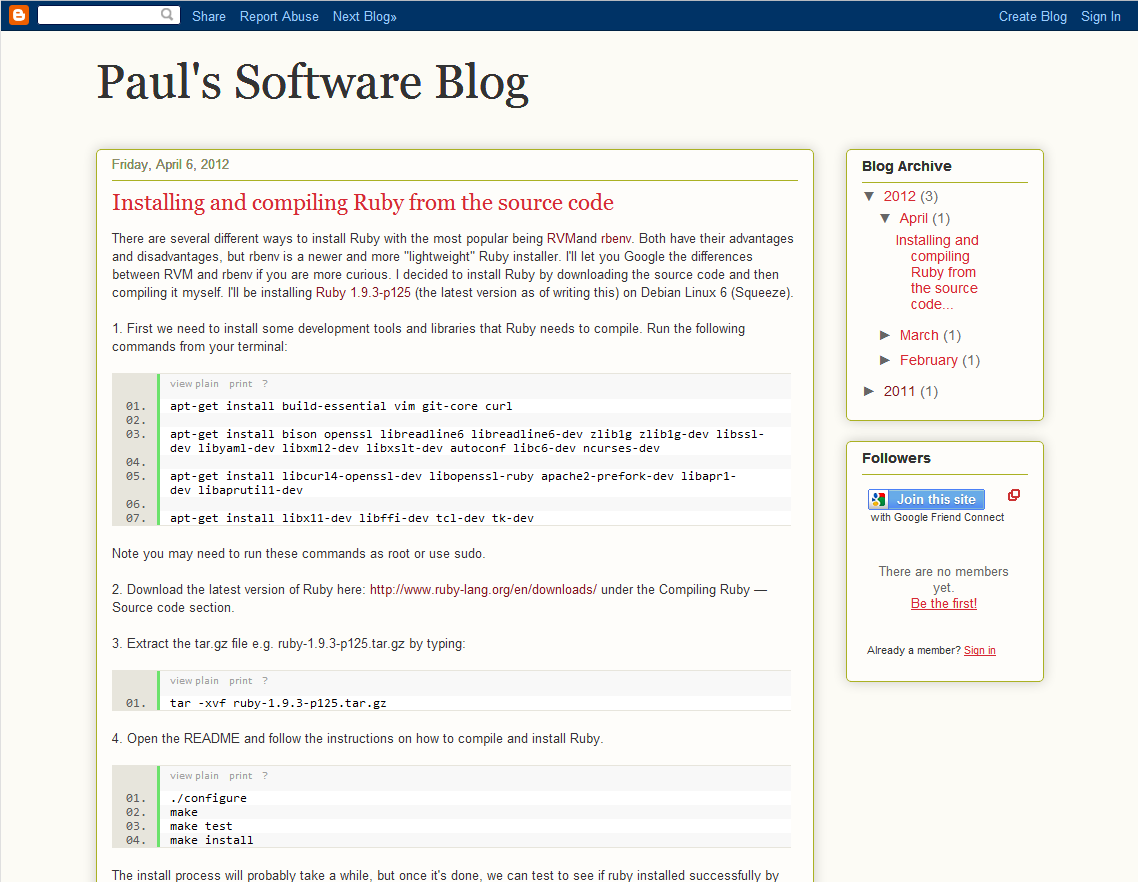 Share Report Abuse Next Blog» Create Blog Sign In
Paul's Software Blog
Friday, April 6, 2012
Installing and compiling Ruby from the source code
There are several different ways to install Ruby with the most popular being RVMand rbenv. Both have their advantages
and disadvantages, but rbenv is a newer and more "lightweight" Ruby installer. I'll let you Google the differences
between RVM and rbenv if you are more curious. I decided to install Ruby by downloading the source code and then
compiling it myself. I'll be installing Ruby 1.9.3-p125 (the latest version as of writing this) on Debian Linux 6 (Squeeze).
1. First we need to install some development tools and libraries that Ruby needs to compile. Run the following
commands from your terminal:
view plain print ?
01. apt-get install build-essential vim git-core curl
02.
03. apt-get install bison openssl libreadline6 libreadline6-dev zlib1g zlib1g-dev libssl-
dev libyaml-dev libxml2-dev libxslt-dev autoconf libc6-dev ncurses-dev
04.
05. apt-get install libcurl4-openssl-dev libopenssl-ruby apache2-prefork-dev libapr1-
dev libaprutil1-dev
06.
07. apt-get install libx11-dev libffi-dev tcl-dev tk-dev
Note you may need to run these commands as root or use sudo.
2. Download the latest version of Ruby here: http://www.ruby-lang.org/en/downloads/ under the Compiling Ruby —
Source code section.
3. Extract the tar.gz file e.g. ruby-1.9.3-p125.tar.gz by typing:
view plain print ?
01. tar -xvf ruby-1.9.3-p125.tar.gz
4. Open the README and follow the instructions on how to compile and install Ruby.
view plain print ?
01. ./configure
02. make
03. make test
04. make install
The install process will probably take a while, but once it's done, we can test to see if ruby installed successfully by
Blog Archive
▼ 2012 (3)
▼ April (1)
Installing and
compiling
Ruby from
the source
code...
► March (1)
► February (1)
► 2011 (1)
Followers
Join this site
with Google Friend Connect
There are no members
yet.
Be the first!
Already a member? Sign in